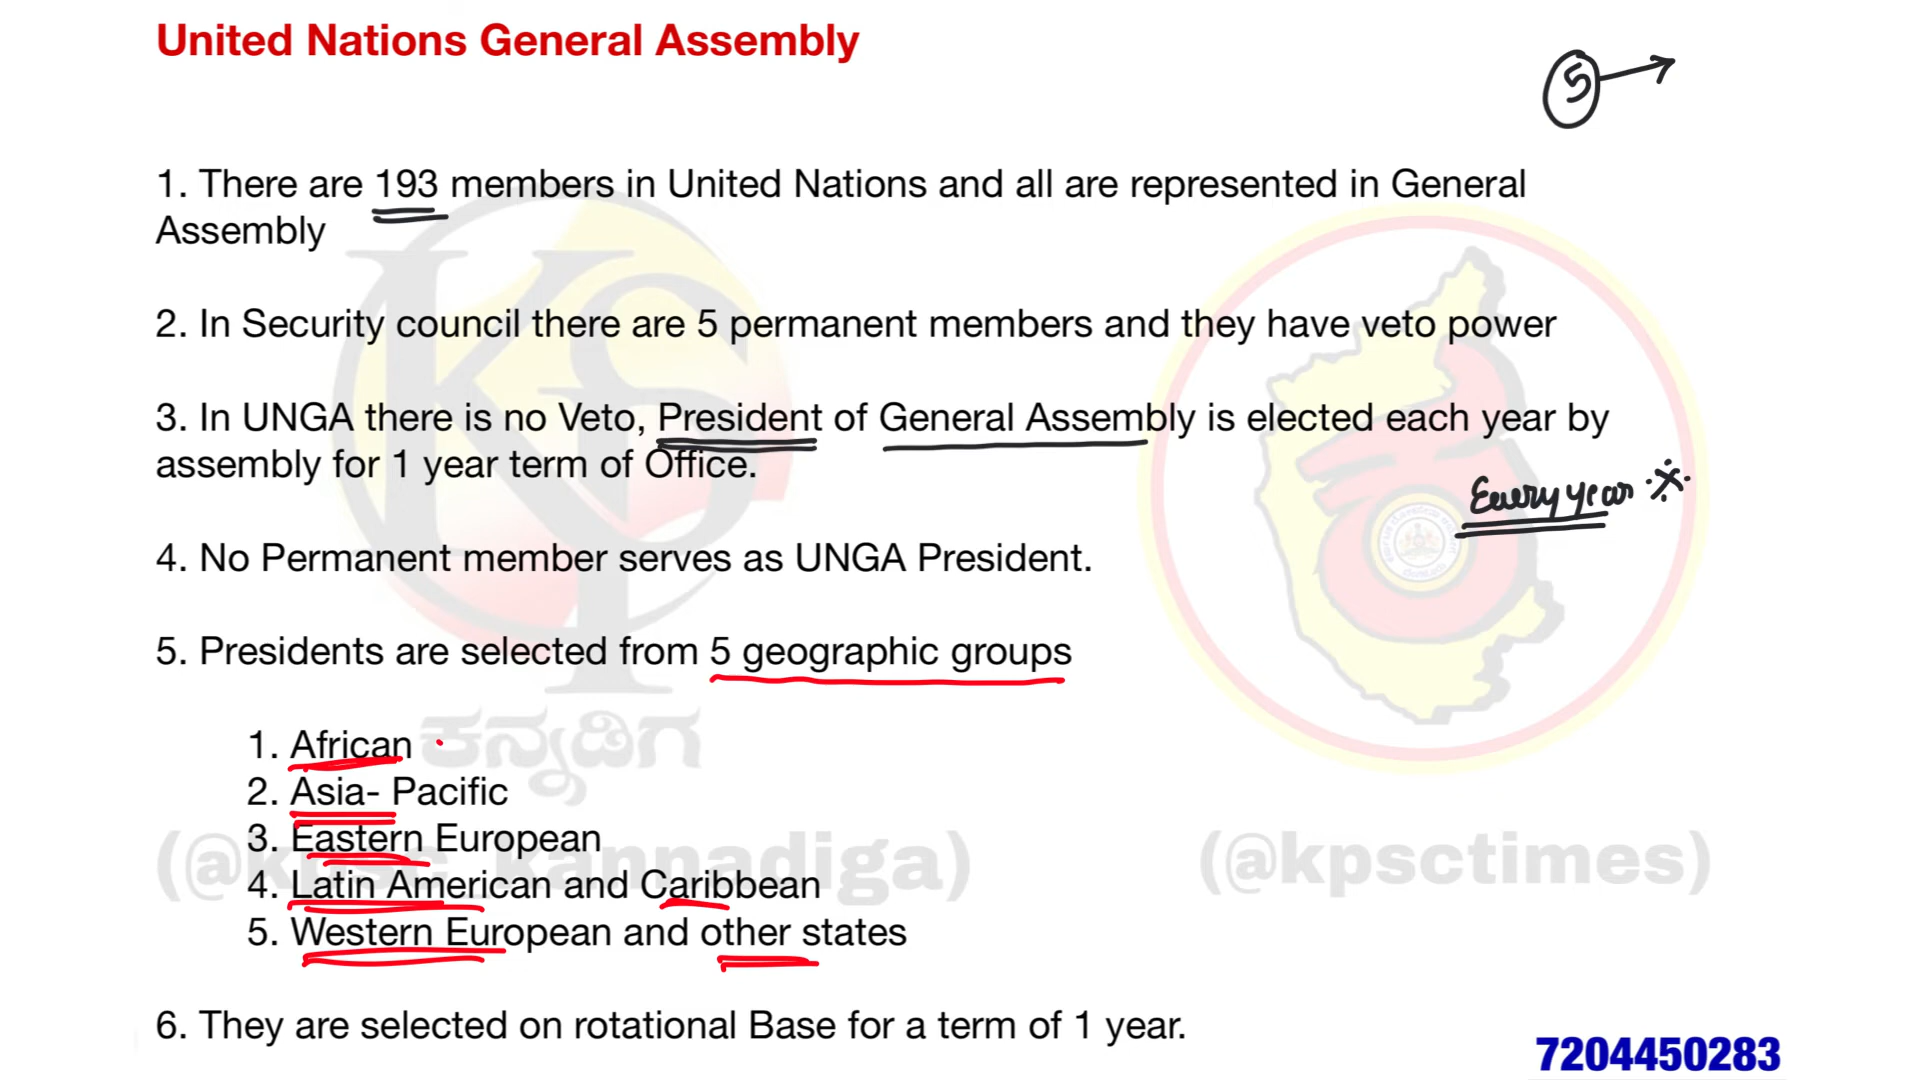 United Nations General Assembly
5
1. There are 193 members in United Nations and all are represented in General
Assembly
2. In Security council there are 5 permanent members and they have veto power
3. In UNGA there is no Veto, President of General Assembly is elected each year by
assembly for 1 year term of Office.
Every year
4. No Permanent member serves as UNGA President.
5. Presidents are selected from 5 geographic groups
1. African
2. Asia- Pacific
3. Eastern European
4. Latin American and Caribbean
5. Western European and other states
6. They are selected on rotational Base for a term of 1 year.
7204450283
KPS
ಕನ್ನಡಿಗ
(@kpsc_kannadiga)
(@kpsctimes)